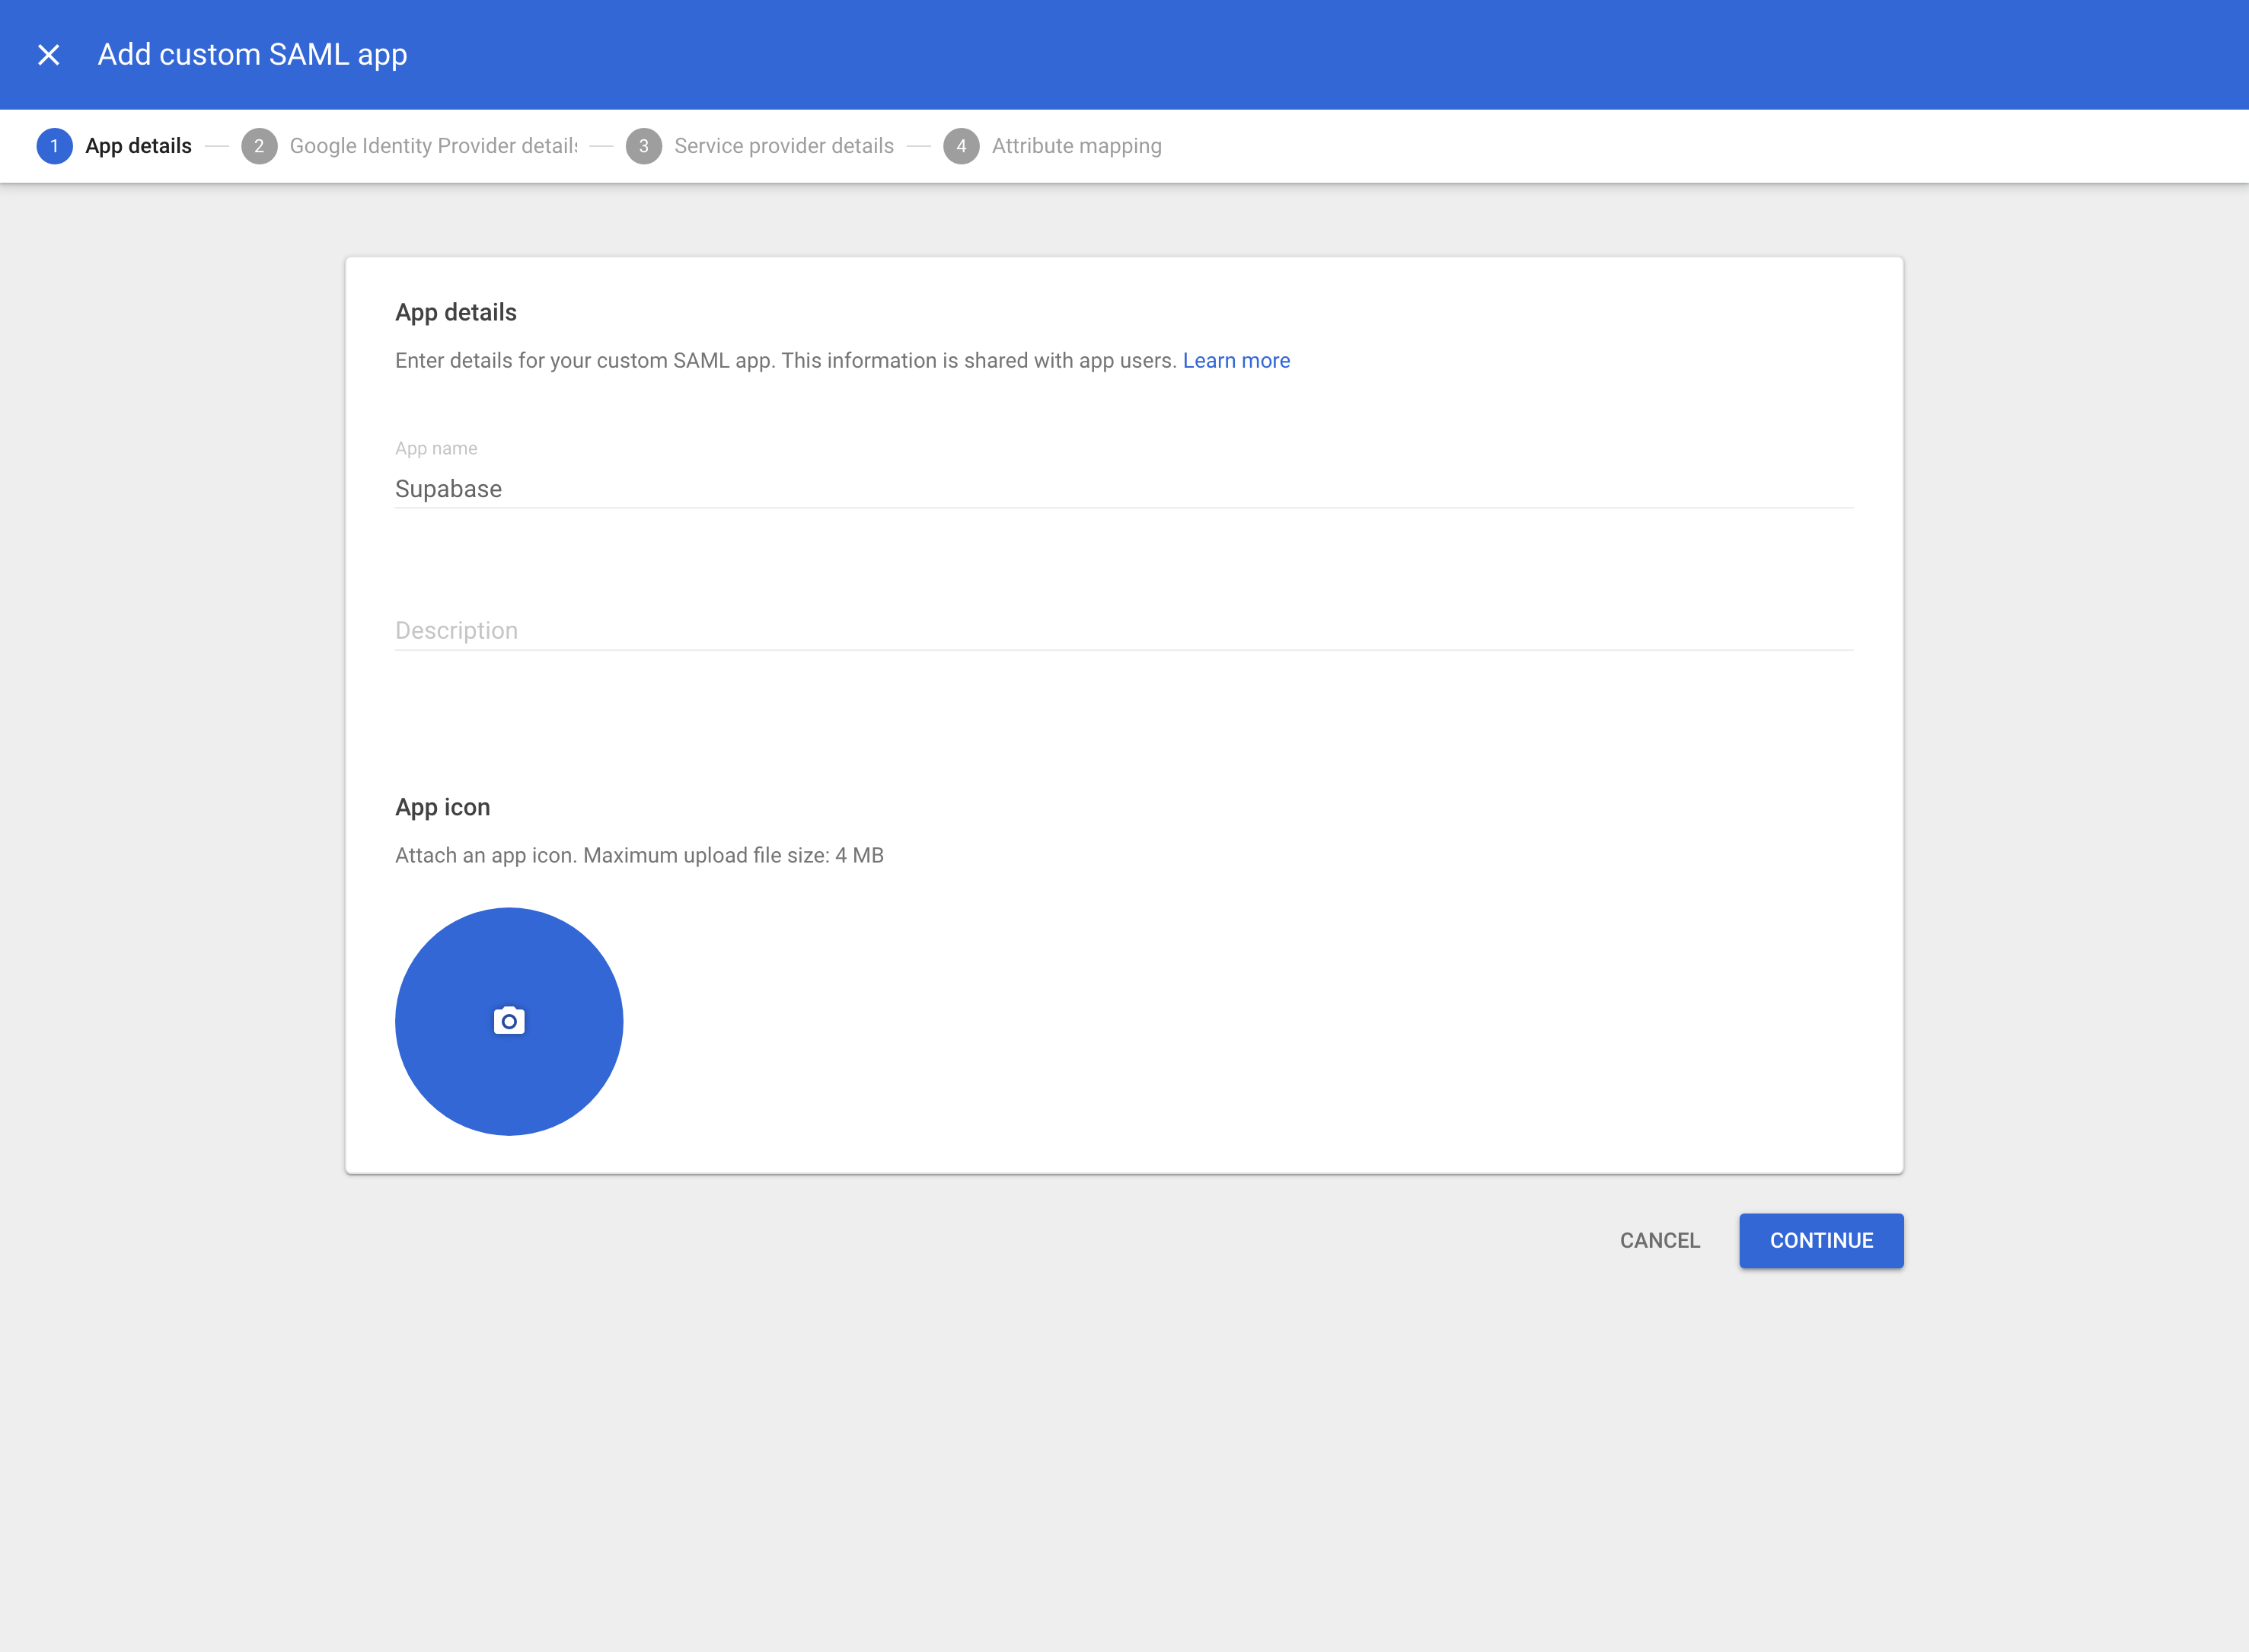 Add custom SAML app
1 App details 2 Google Identity Provider details 3 Service provider details 4 Attribute mapping
App details
Enter details for your custom SAML app. This information is shared with app users. Learn more
App name
Supabase
Description
App icon
Attach an app icon. Maximum upload file size: 4 MB
CANCEL CONTINUE